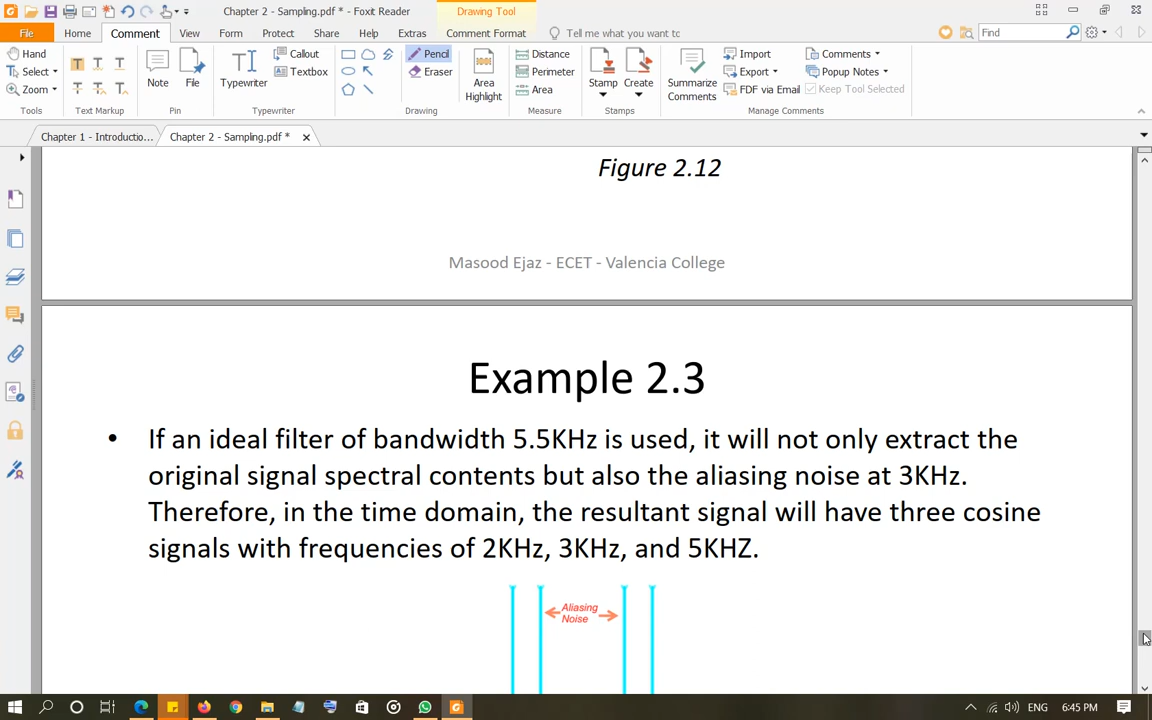 Chapter 2 - Sampling.pdf * - Foxit Reader
Drawing Tool
File
Home
Comment
View
Form
Protect
Share
Help
Extras
Comment Format
Tell me what you want to
Find
Hand
Select
Zoom
Tools
Text Markup
Note
File
Pin
Typewriter
Callout
Textbox
Typewriter
Pencil
Eraser
Drawing
Area
Highlight
Distance
Perimeter
Area
Measure
Stamp
Create
Stamps
Summarize
Comments
Import
Export
FDF via Email
Comments
Popup Notes
Keep Tool Selected
Manage Comments
Chapter 1 - Introductio...
Chapter 2 - Sampling.pdf *
Figure 2.12
Masood Ejaz - ECET - Valencia College
Example 2.3
• If an ideal filter of bandwidth 5.5KHz is used, it will not only extract the
original signal spectral contents but also the aliasing noise at 3KHz.
Therefore, in the time domain, the resultant signal will have three cosine
signals with frequencies of 2KHz, 3KHz, and 5KHZ.
Aliasing
Noise
ENG
6:45 PM